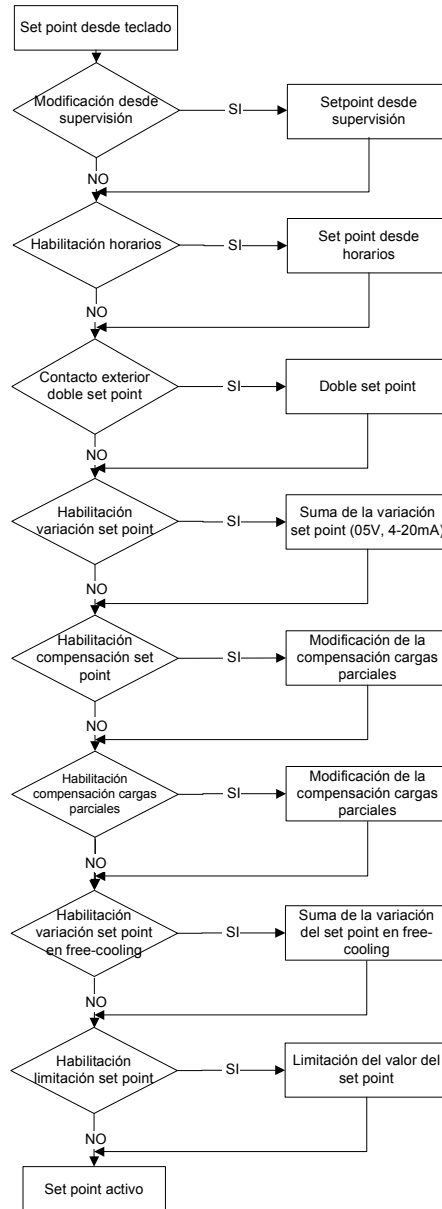 Set point desde teclado
Modificación desde
supervisión
SI
Setpoint desde
supervisión
NO
Habilitación horarios
SI
Set point desde
horarios
NO
Contacto exterior
doble set point
SI
Doble set point
NO
Habilitación
variación set point
SI
Suma de la variación
set point (05V, 4-20mA)
NO
Habilitación
compensación set
point
SI
Modificación de la
compensación cargas
parciales
NO
Habilitación
compensación cargas
parciales
SI
Modificación de la
compensación cargas
parciales
NO
Habilitación
variación set point
en free-cooling
SI
Suma de la variación
del set point en free-
cooling
NO
Habilitación
limitación set point
SI
Limitación del valor del
set point
NO
Set point activo